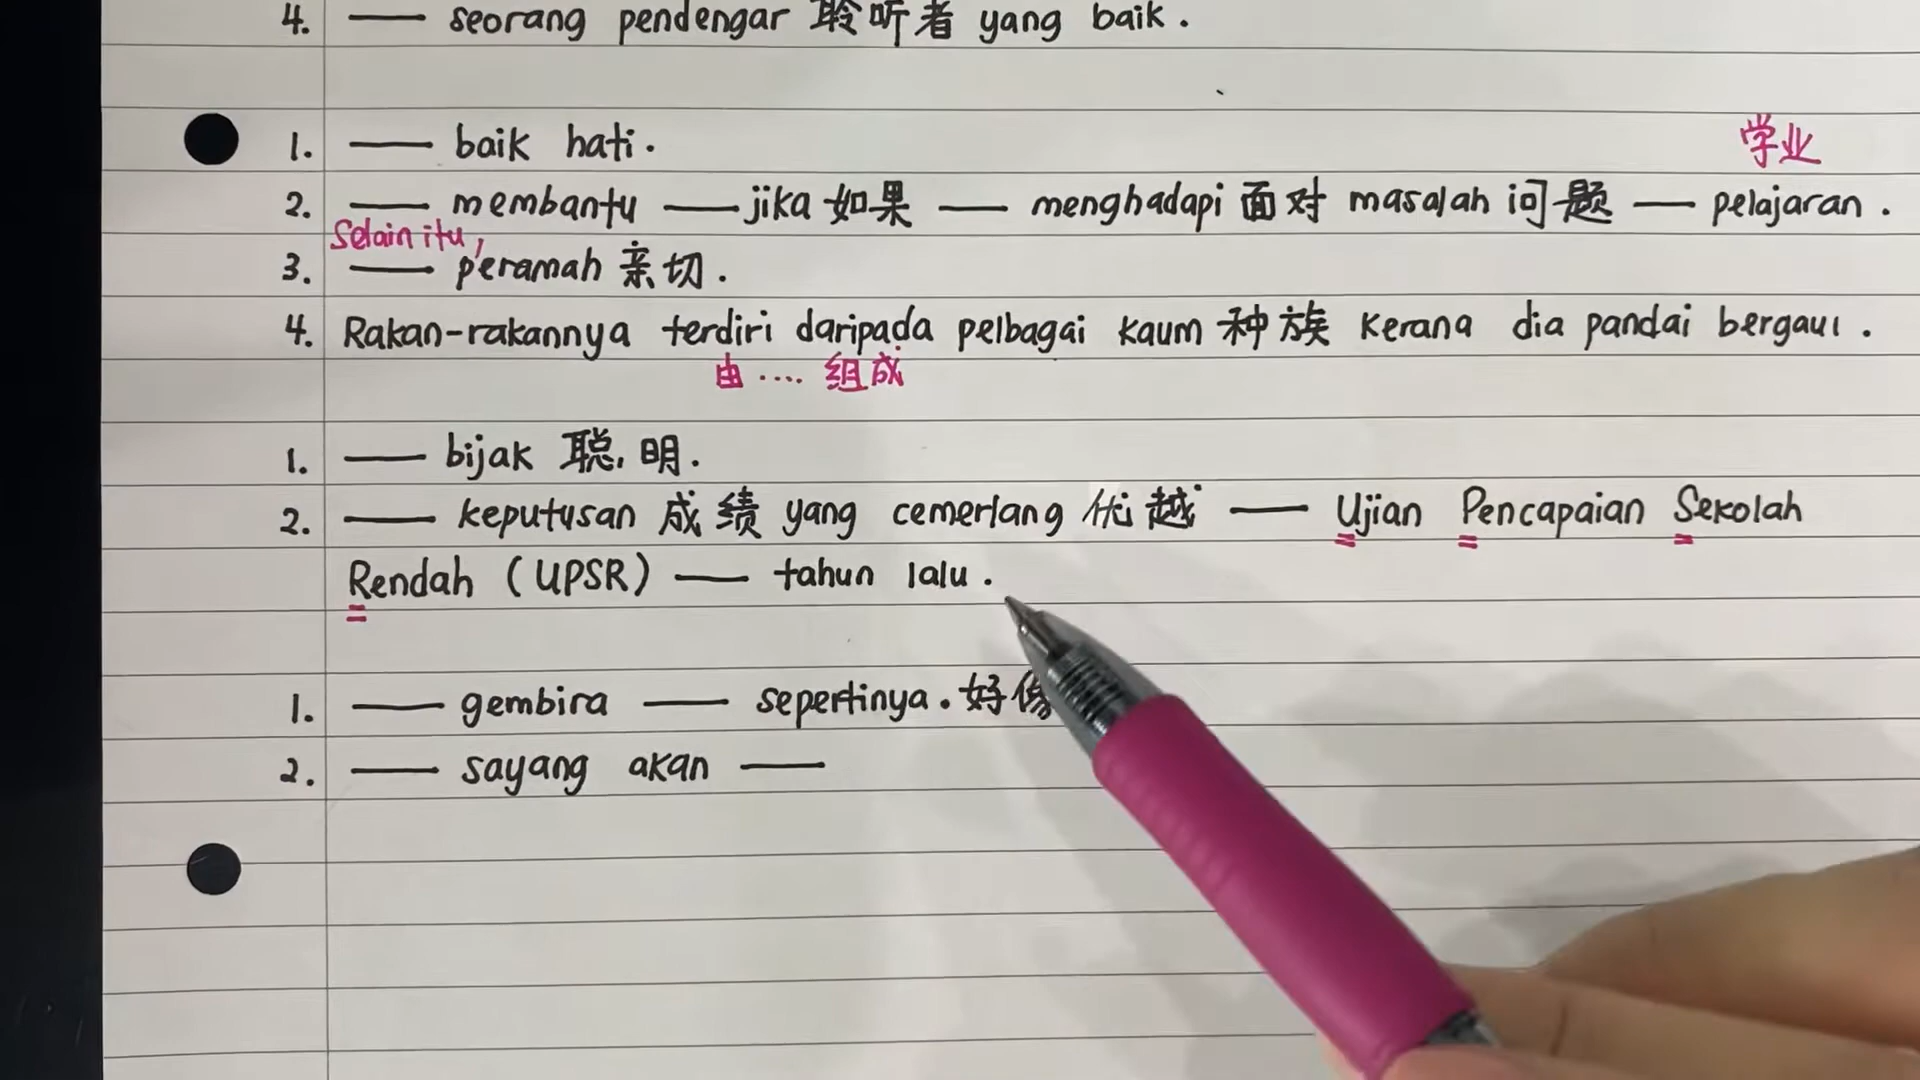 4. —— seorang pendengar 聆听者 yang baik.
1. —— baik hati.
学业
2. —— membantu —— jika 如果 —— menghadapi 面对 masalah 问题 —— pelajaran.
Selain itu,
3. —— peramah 亲切.
4. Rakan-rakannya terdiri daripada pelbagai kaum 种族 kerana dia pandai bergaul.
由 .... 组成
1. —— bijak 聪明.
2. —— keputusan 成绩 yang cemerlang 优越 —— Ujian Pencapaian Sekolah
Rendah (UPSR) —— tahun lalu.
1. —— gembira —— sepertinya. 好像
2. —— sayang akan ——